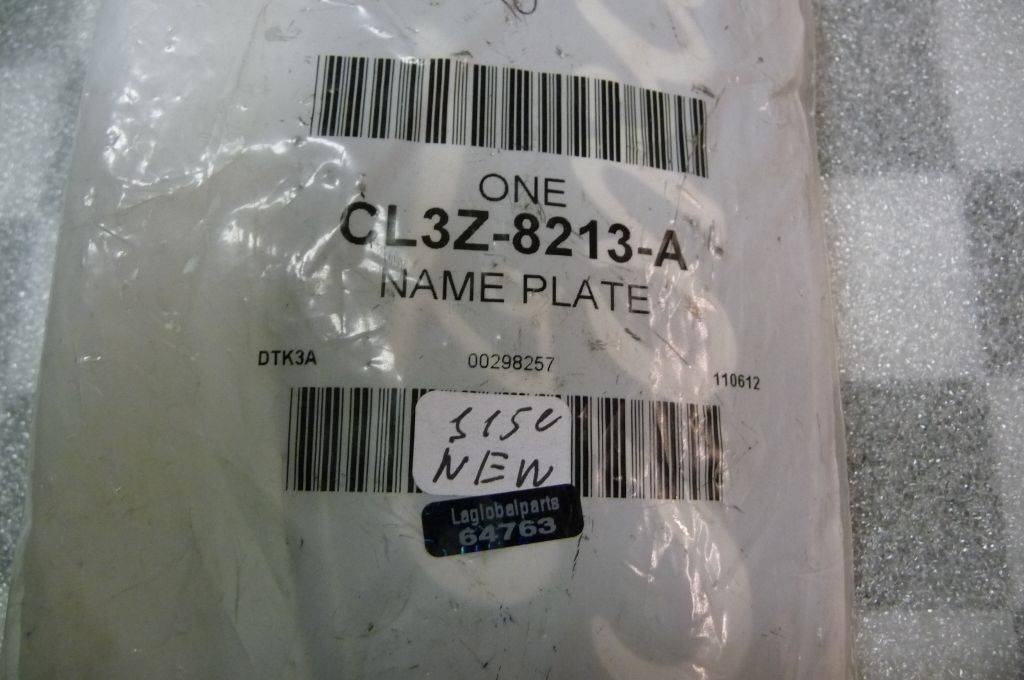 ONE
CL3Z-8213-A
NAME PLATE
DTK3A 00298257 110612
NEW
Laglobalparts
64763